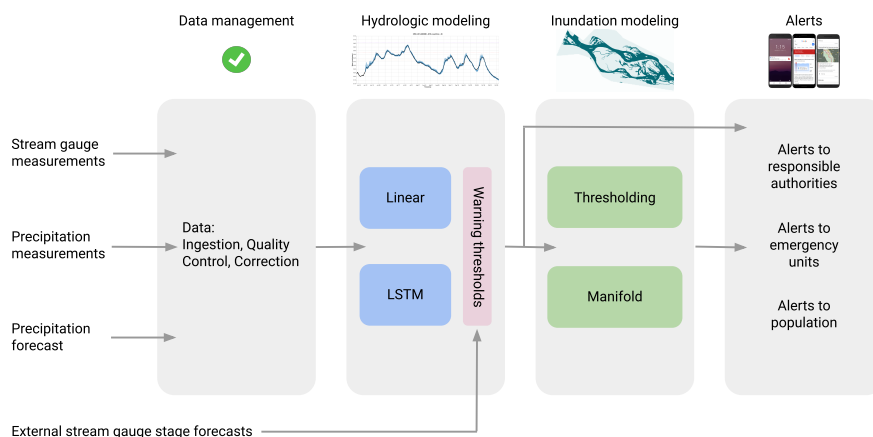 Data management
Hydrologic modeling
Inundation modeling
Alerts
Stream gauge
measurements
Precipitation
measurements
Precipitation
forecast
External stream gauge stage forecasts
Data:
Ingestion, Quality
Control, Correction
Linear
LSTM
Warning thresholds
Thresholding
Manifold
Alerts to
responsible
authorities
Alerts to
emergency
units
Alerts to
population